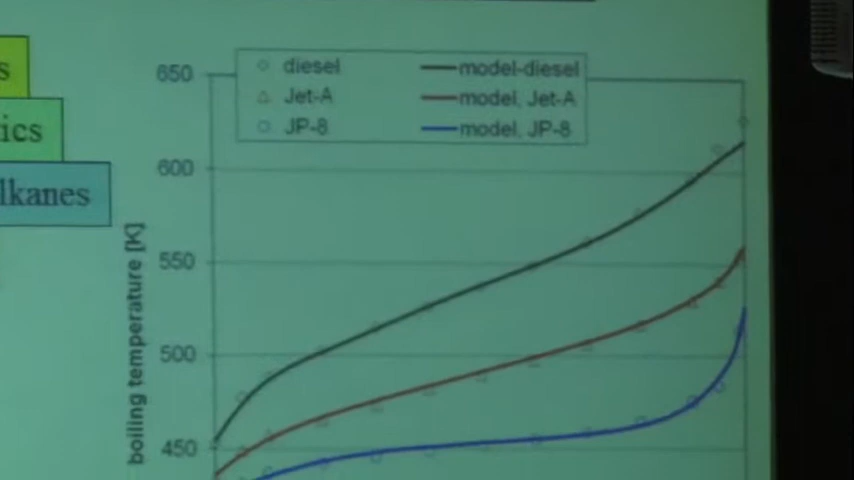 s
ics
lkanes
diesel
model-diesel
Jet-A
model, Jet-A
JP-8
model, JP-8
650
600
550
500
450
boiling temperature [K]